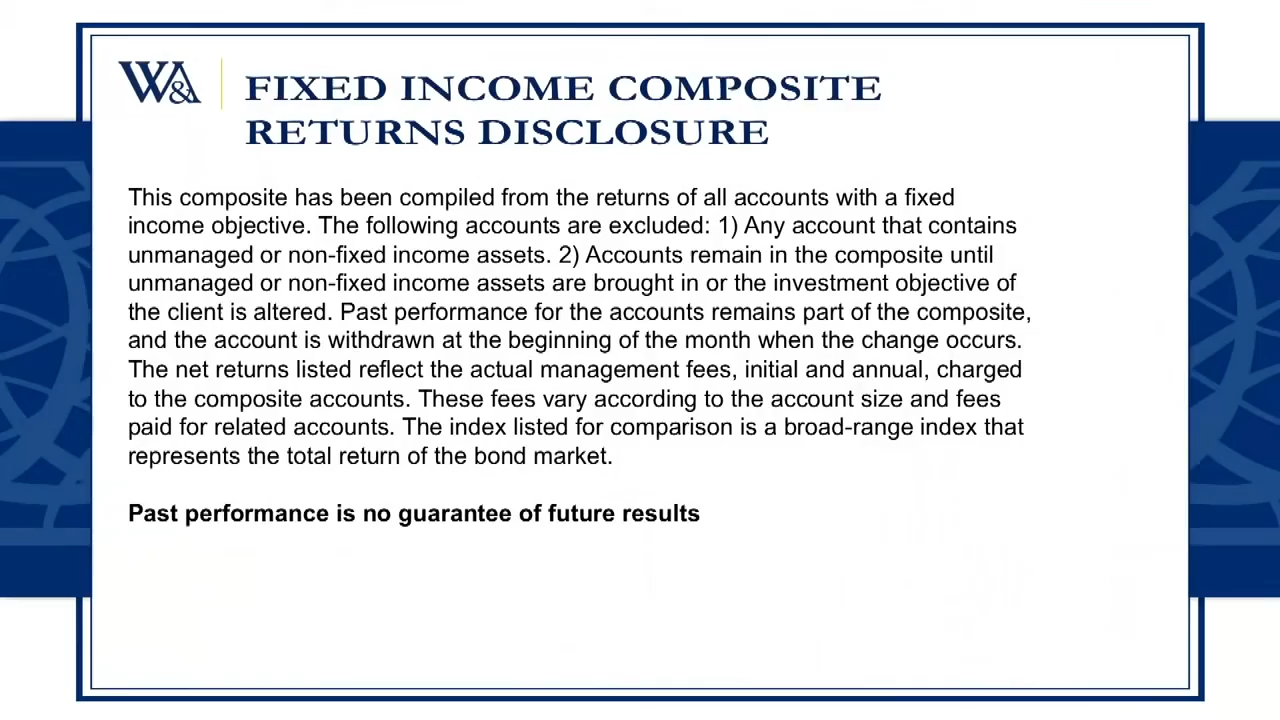 W&A
FIXED INCOME COMPOSITE
RETURNS DISCLOSURE
This composite has been compiled from the returns of all accounts with a fixed
income objective. The following accounts are excluded: 1) Any account that contains
unmanaged or non-fixed income assets. 2) Accounts remain in the composite until
unmanaged or non-fixed income assets are brought in or the investment objective of
the client is altered. Past performance for the accounts remains part of the composite,
and the account is withdrawn at the beginning of the month when the change occurs.
The net returns listed reflect the actual management fees, initial and annual, charged
to the composite accounts. These fees vary according to the account size and fees
paid for related accounts. The index listed for comparison is a broad-range index that
represents the total return of the bond market.
Past performance is no guarantee of future results